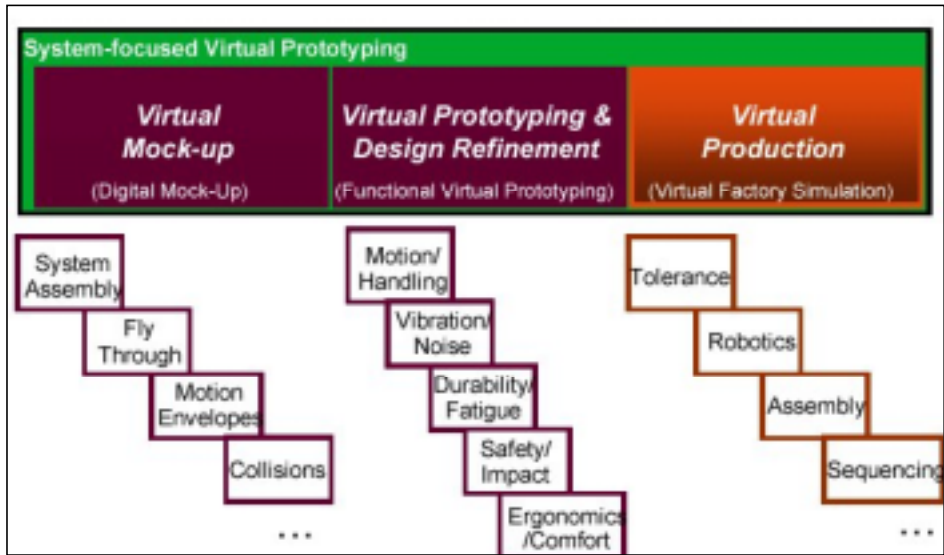 System-focused Virtual Prototyping
Virtual
Mock-up
(Digital Mock-Up)
Virtual Prototyping &
Design Refinement
(Functional Virtual Prototyping)
Virtual
Production
(Virtual Factory Simulation)
System
Assembly
Fly
Through
Motion
Envelopes
Collisions
...
Motion/
Handling
Vibration/
Noise
Durability/
Fatigue
Safety/
Impact
Ergonomics
/Comfort
Tolerance
Robotics
Assembly
Sequencing
...